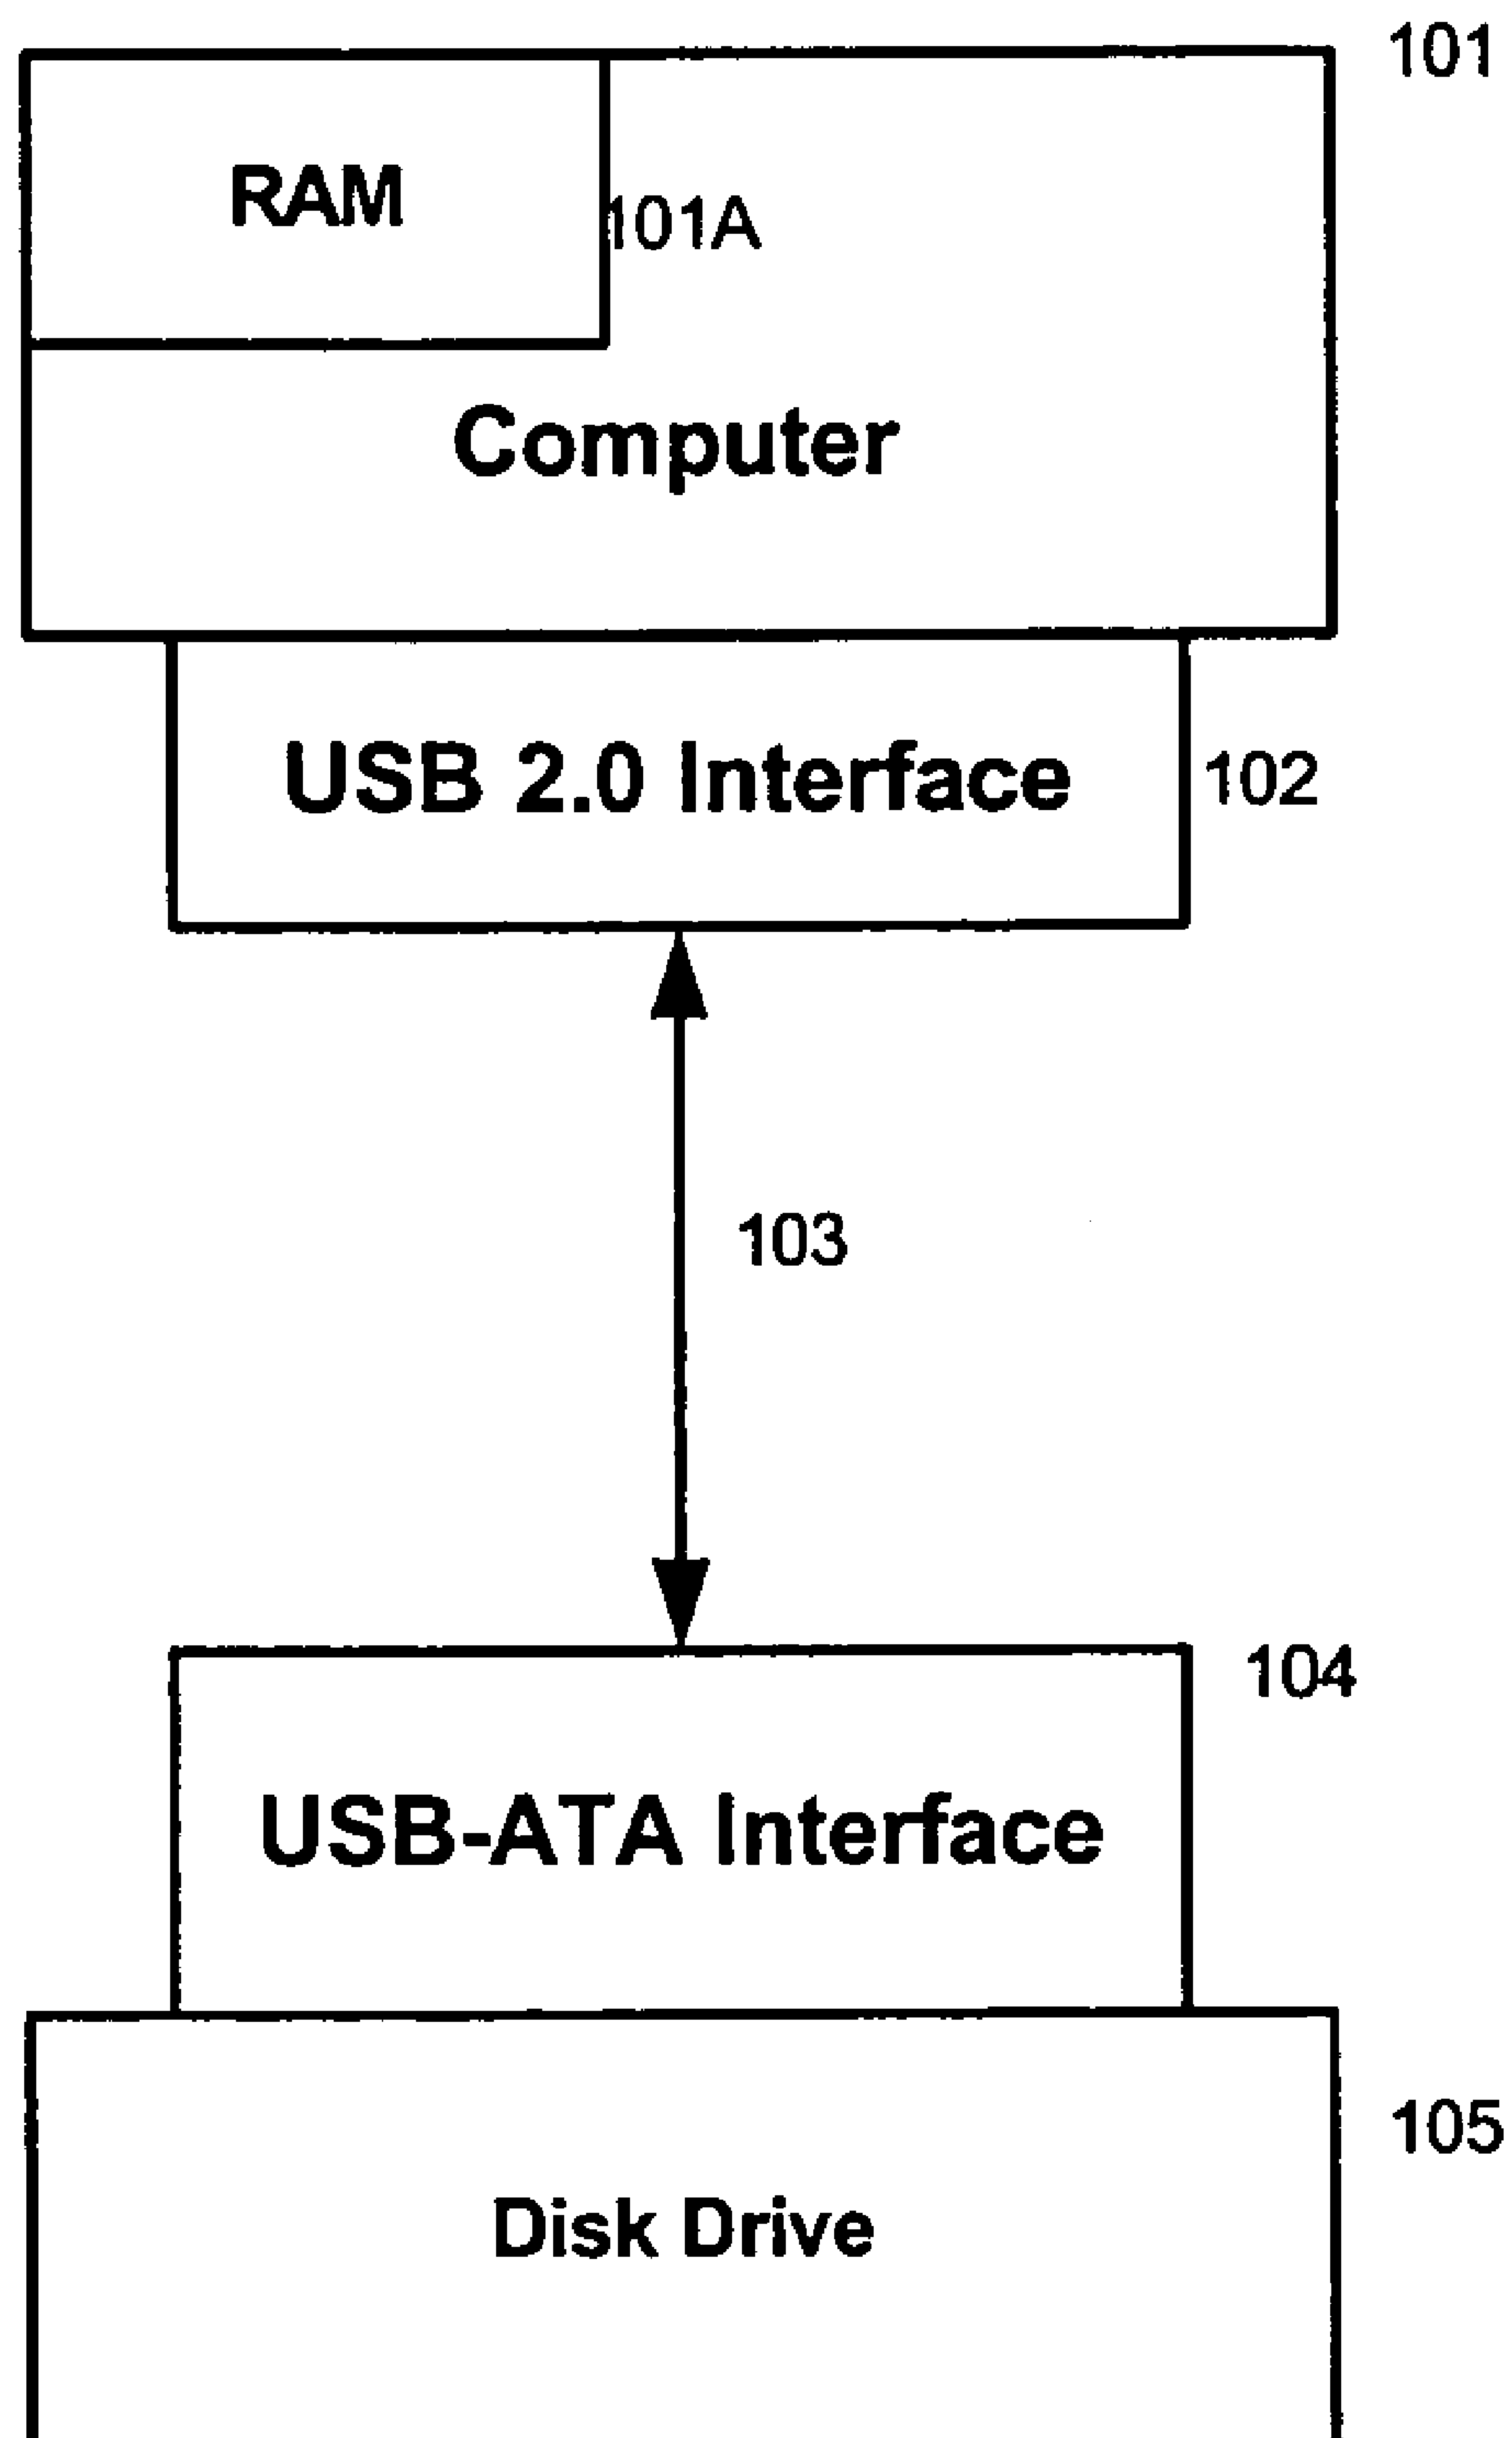 101
RAM
101A
Computer
USB 2.0 Interface
102
103
104
USB-ATA Interface
105
Disk Drive